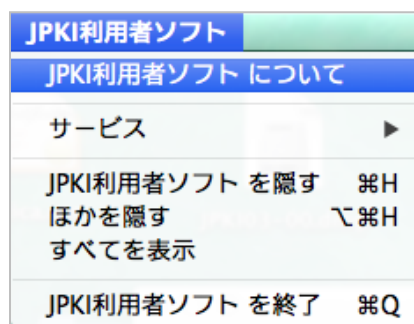 JPKI利用者ソフト
JPKI利用者ソフト について
サービス ▶
JPKI利用者ソフト を隠す ⌘H
ほかを隠す ⌥⌘H
すべてを表示
JPKI利用者ソフト を終了 ⌘Q